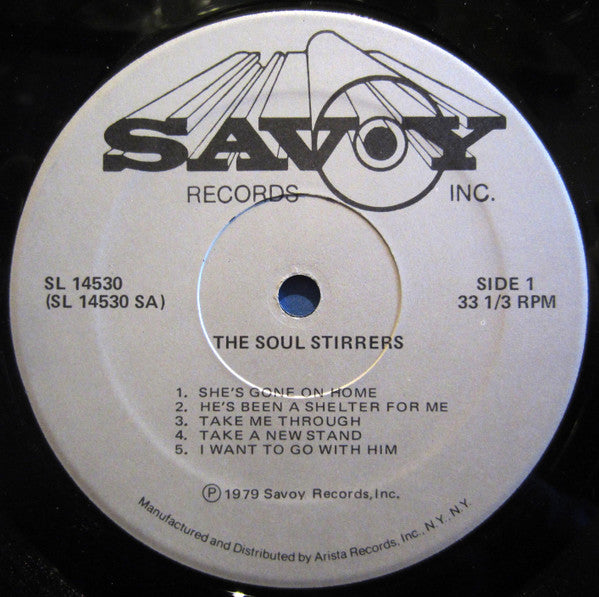 SAVOY
RECORDS INC.
SL 14530
(SL 14530 SA)
SIDE 1
33 1/3 RPM
THE SOUL STIRRERS
1. SHE'S GONE ON HOME
2. HE'S BEEN A SHELTER FOR ME
3. TAKE ME THROUGH
4. TAKE A NEW STAND
5. I WANT TO GO WITH HIM
Ⓟ 1979 Savoy Records, Inc.
Manufactured and Distributed by Arista Records, Inc., N.Y., N.Y.